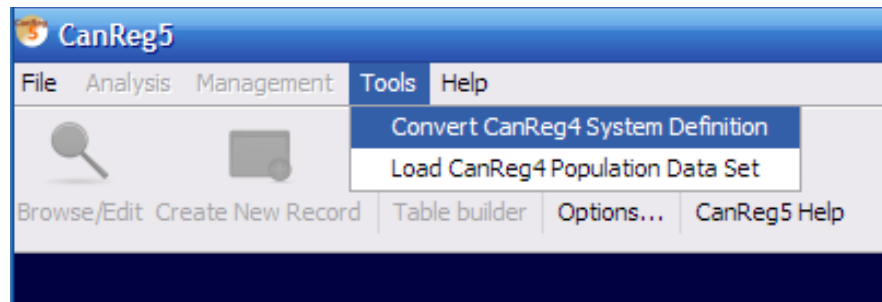 CanReg5
File Analysis Management Tools Help
Convert CanReg4 System Definition
Load CanReg4 Population Data Set
Browse/Edit Create New Record Table builder Options... CanReg5 Help